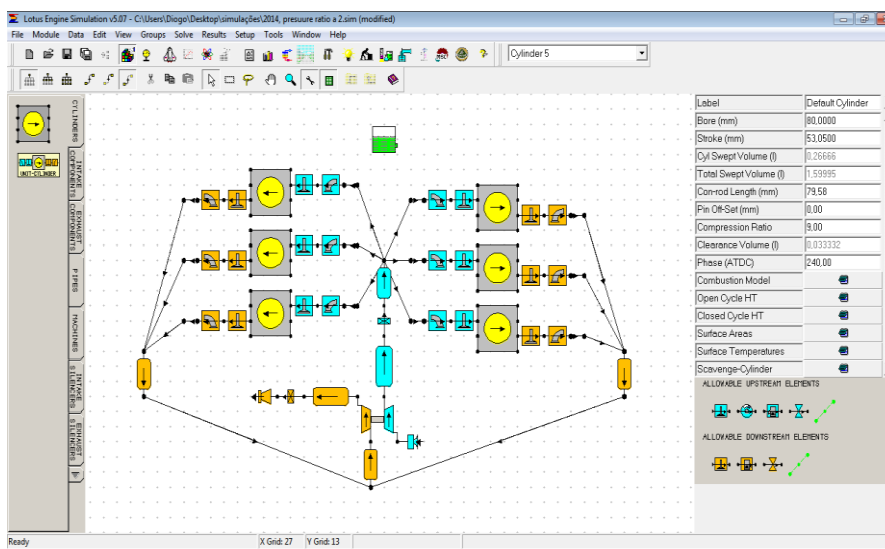 Lotus Engine Simulation v5.07 - C:\Users\Diogo\Desktop\simulações\2014, presuure ratio a 2.sim (modified)
File Module Data Edit View Groups Solve Results Setup Tools Window Help
Cylinder 5
CYLINDERS
INTAKE COMPONENTS
EXHAUST COMPONENTS
PIPES
MACHINES
INTAKE SILENCERS
EXHAUST SILENCERS
UNIT-CYLINDER
Label Default Cylinder
Bore (mm) 80,0000
Stroke (mm) 53,0500
Cyl Swept Volume (l) 0,26666
Total Swept Volume (l) 1,59995
Con-rod Length (mm) 79,58
Pin Off-Set (mm) 0,00
Compression Ratio 9,00
Clearance Volume (l) 0,033332
Phase (ATDC) 240,00
Combustion Model
Open Cycle HT
Closed Cycle HT
Surface Areas
Surface Temperatures
Scavenge-Cylinder
ALLOWABLE UPSTREAM ELEMENTS
ALLOWABLE DOWNSTREAM ELEMENTS
Ready
X Grid: 27 Y Grid: 13